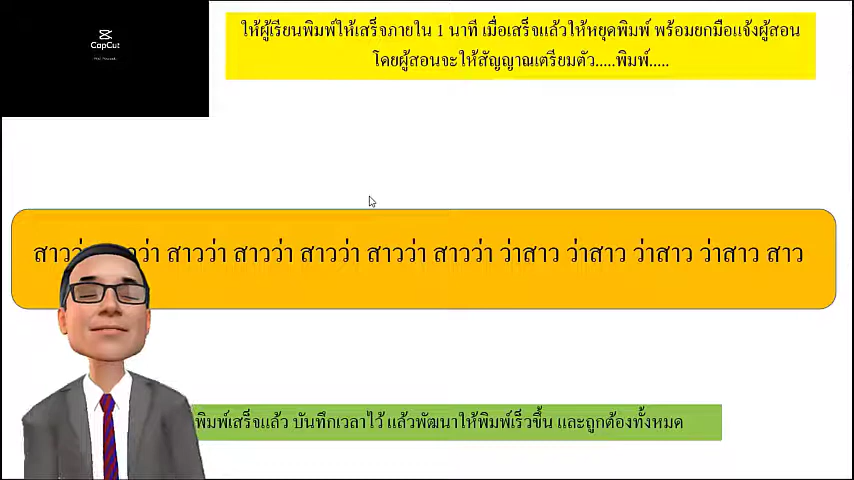 CapCut
ให้ผู้เรียนพิมพ์ให้เสร็จภายใน 1 นาที เมื่อเสร็จแล้วให้หยุดพิมพ์ พร้อมยกมือแจ้งผู้สอน
โดยผู้สอนจะให้สัญญาณเตรียมตัว.....พิมพ์.....
สาวว่า สาวว่า สาวว่า สาวว่า สาวว่า สาวว่า ว่าสาว ว่าสาว ว่าสาว ว่าสาว สาว
พิมพ์เสร็จแล้ว บันทึกเวลาไว้ แล้วพัฒนาให้พิมพ์เร็วขึ้น และถูกต้องทั้งหมด